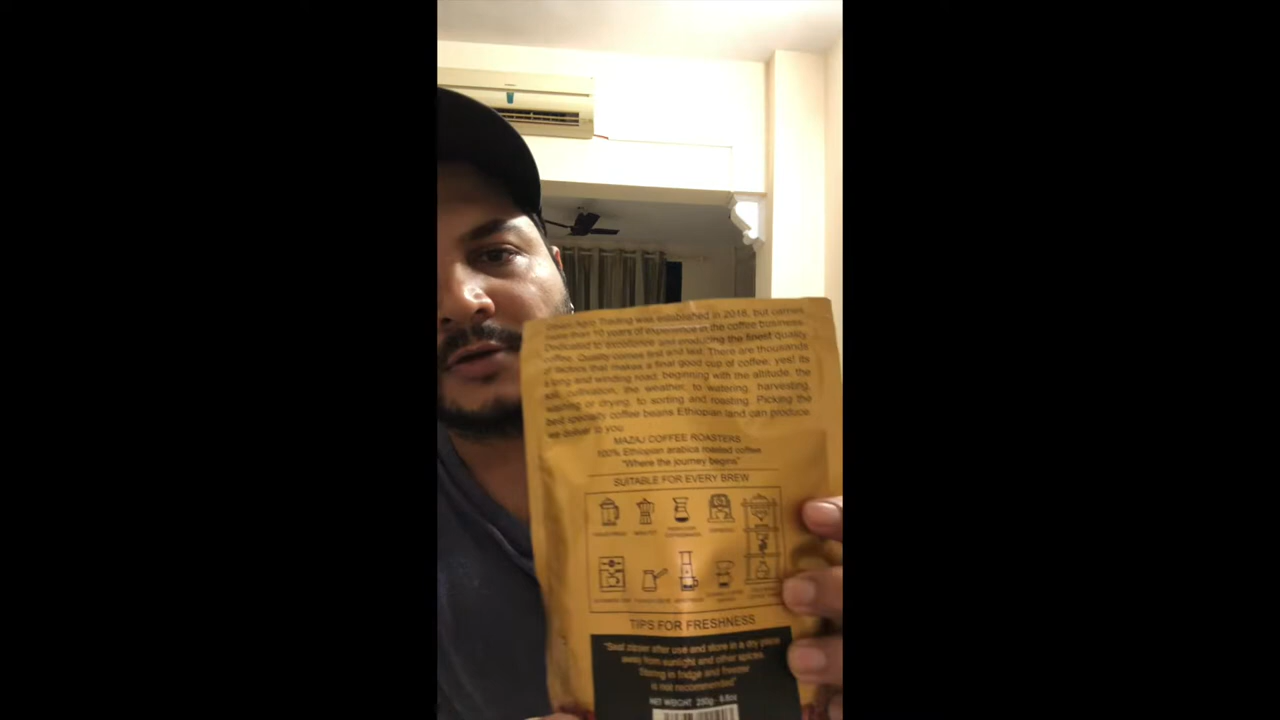 Trading was established in 2018, but carries
more than 10 years of experience in the coffee business.
Dedicated to excellence and producing the finest quality
coffee. Quality comes first and last. There are thousands
of factors that makes a final good cup of coffee, yes! its
a long and winding road, beginning with the altitude, the
soil, cultivation, the weather, to watering, harvesting,
washing or drying, to sorting and roasting. Picking the
best specialty coffee beans Ethiopian land can produce,
we deliver to you.
MAZAJ COFFEE ROASTERS
100% Ethiopian arabica roasted coffee
"Where the journey begins"
SUITABLE FOR EVERY BREW
TIPS FOR FRESHNESS
"Seal zipper after use and store in a dry place
away from sunlight and other spices.
Storing in fridge and freezer
is not recommended"
NET WEIGHT 250g 8.8oz